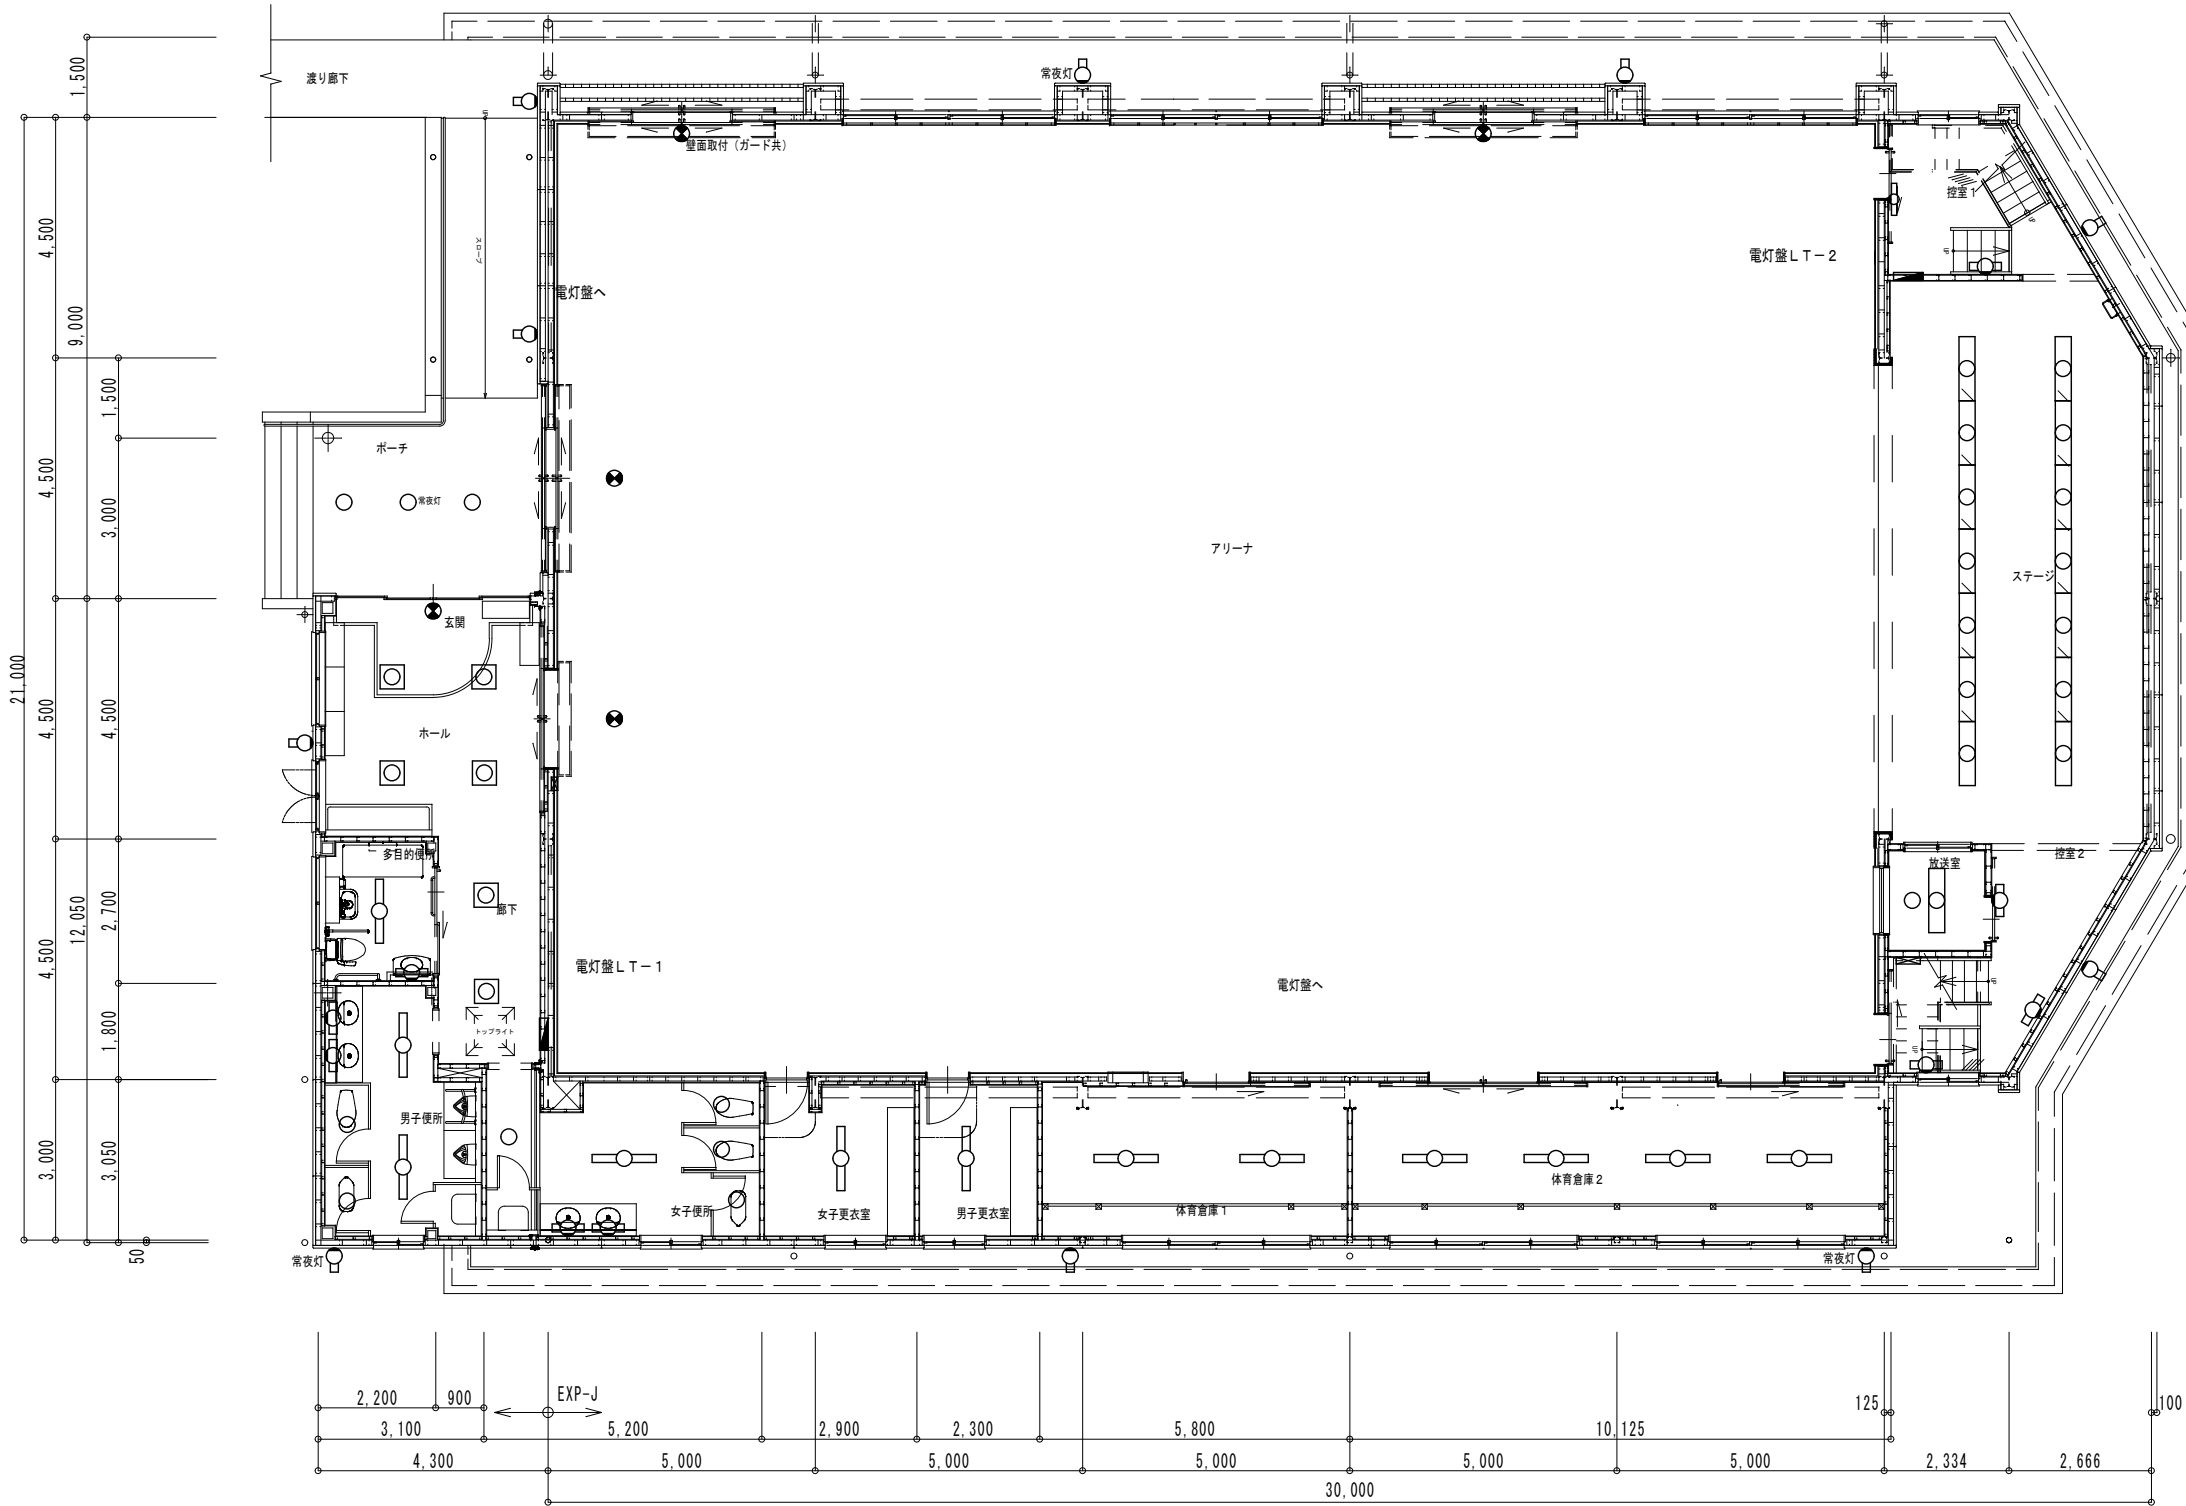 渡り廊下
常夜灯
壁面取付（ガード共）
UP
スロープ
控室１
UP
UP
電灯盤ＬＴ－２
電灯盤へ
ポーチ
常夜灯
アリーナ
ステージ
玄関
ホール
多目的便所
廊下
放送室
控室２
電灯盤ＬＴ－１
電灯盤へ
トップライト
UP
UP
男子便所
女子便所
女子更衣室
男子更衣室
体育倉庫１
体育倉庫２
常夜灯
常夜灯
1,500
4,500
9,000
1,500
4,500
3,000
21,000
4,500
4,500
12,050
2,700
4,500
1,800
3,000
3,050
50
2,200
900
EXP-J
125
100
3,100
5,200
2,900
2,300
5,800
10,125
4,300
5,000
5,000
5,000
5,000
5,000
2,334
2,666
30,000